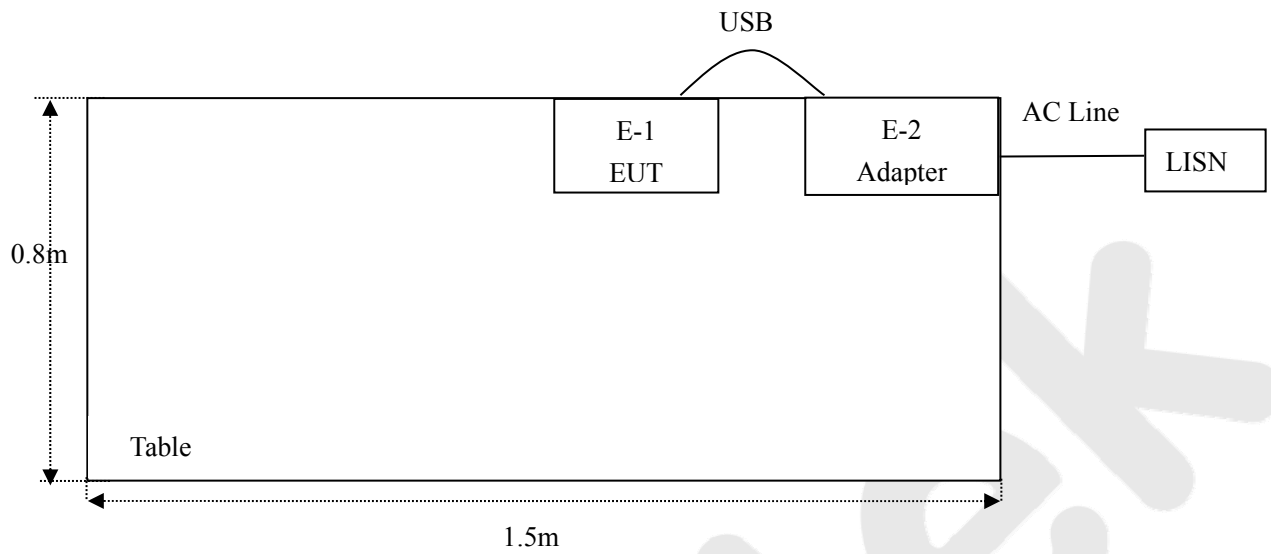 USB
E-1
EUT
E-2
Adapter
AC Line
LISN
0.8m
Table
1.5m